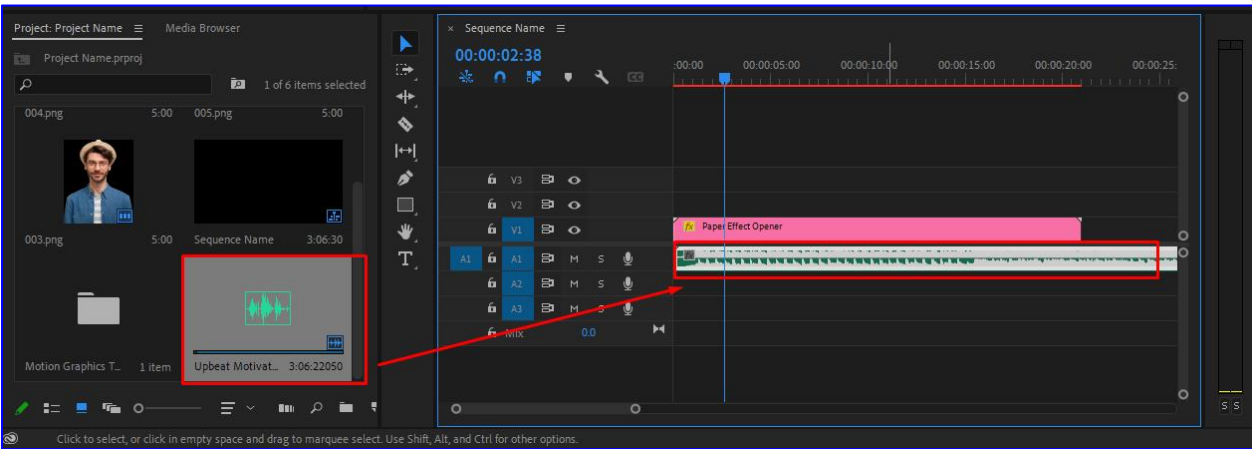 Project: Project Name
Media Browser
Project Name.prproj
1 of 6 items selected
004.png 5:00
005.png 5:00
003.png 5:00
Sequence Name 3:06:30
Motion Graphics T... 1 item
Upbeat Motivat... 3:06:22050
T
× Sequence Name
00:00:02:38
:00:00 00:00:05:00 00:00:10:00 00:00:15:00 00:00:20:00 00:00:25:
V3
V2
V1
fx Paper Effect Opener
A1 A1 M S
fx
A2 M S
A3 M S
Mix 0.0
S S
Click to select, or click in empty space and drag to marquee select. Use Shift, Alt, and Ctrl for other options.